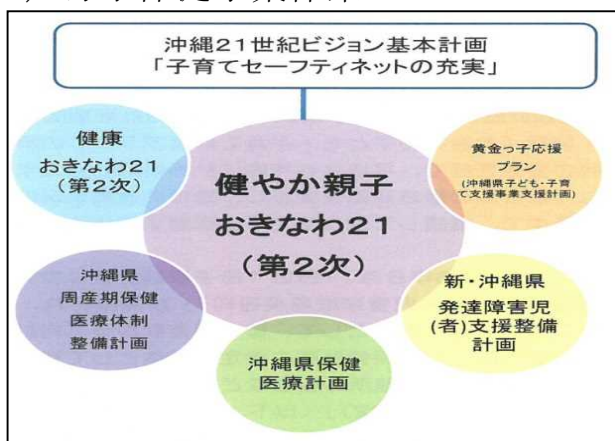 沖縄21世紀ビジョン基本計画
「子育てセーフティネットの充実」
健康
おきなわ21
(第2次)
健やか親子
おきなわ21
(第2次)
黄金っ子応援
プラン
(沖縄県子ども・子育
て支援事業支援計画)
沖縄県
周産期保健
医療体制
整備計画
沖縄県保健
医療計画
新・沖縄県
発達障害児
(者)支援整備
計画